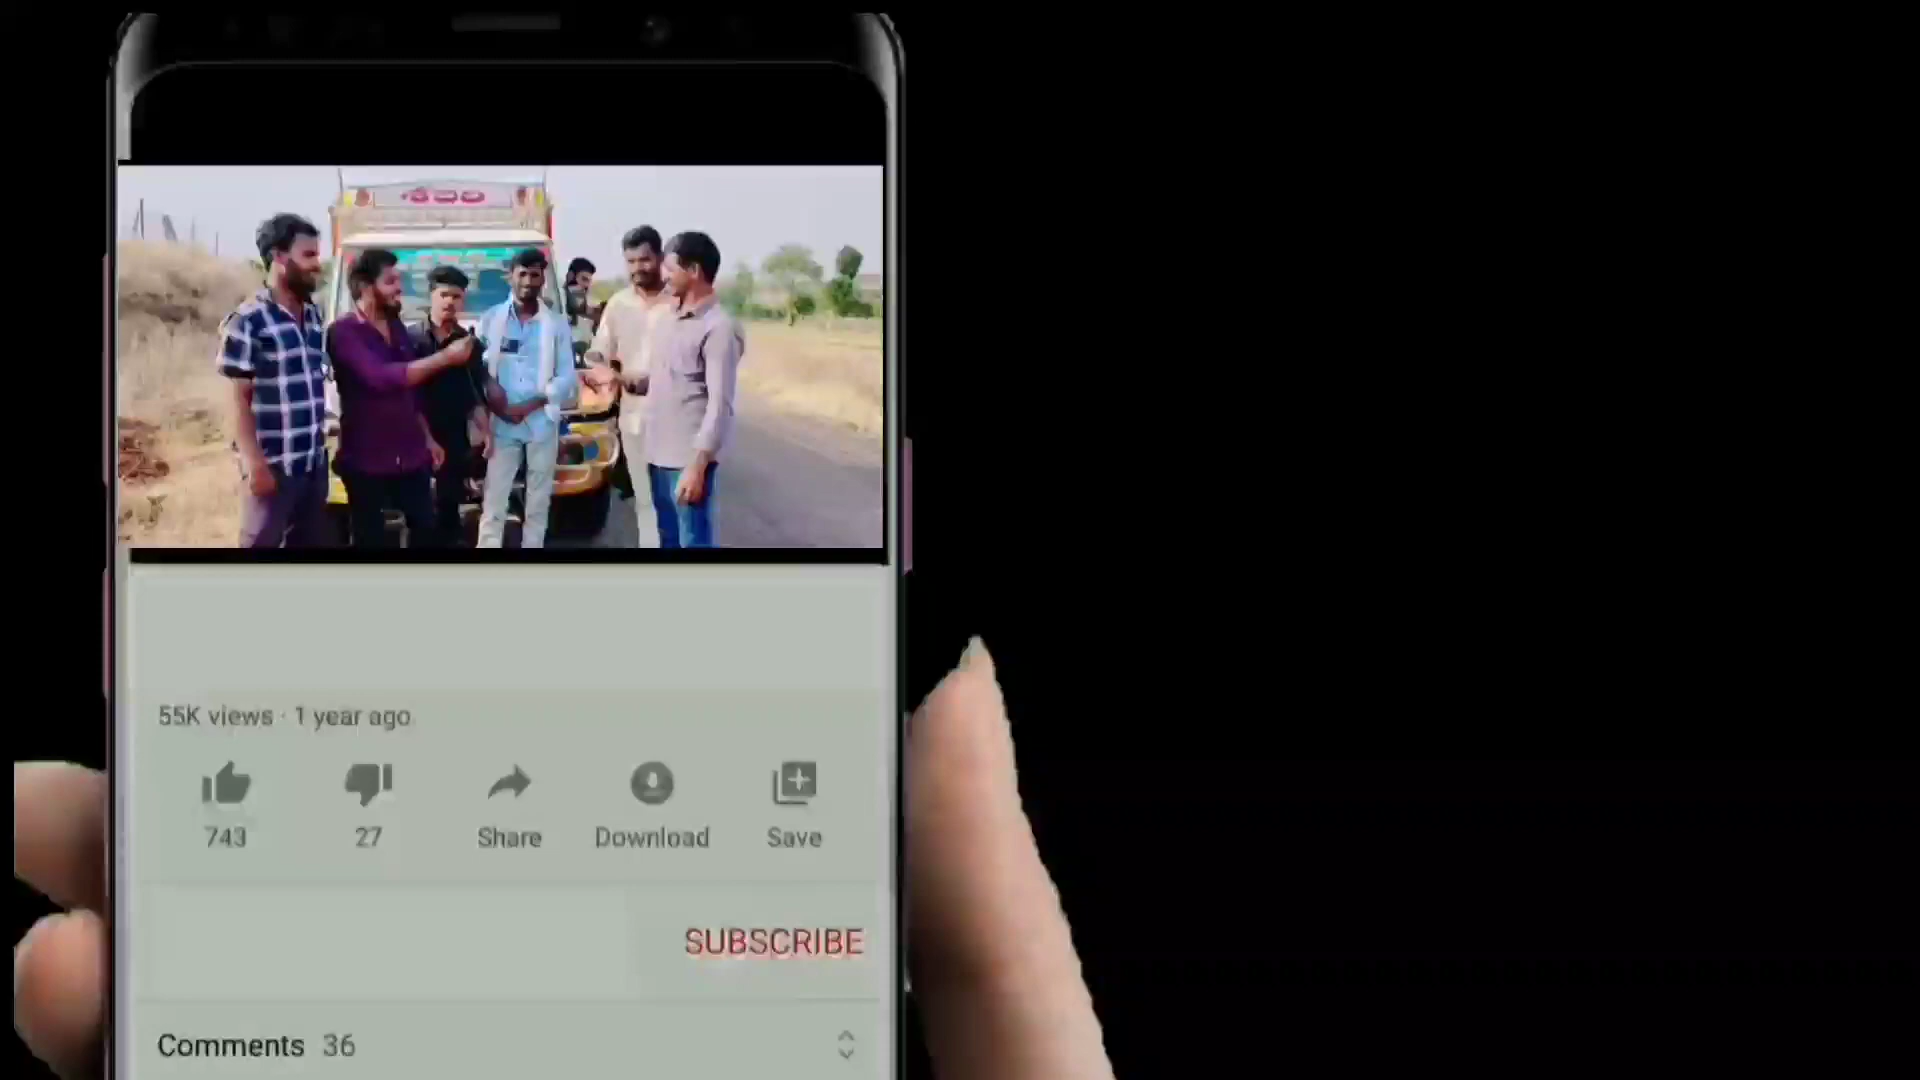 55K views · 1 year ago
743
27
Share
Download
Save
SUBSCRIBE
Comments 36